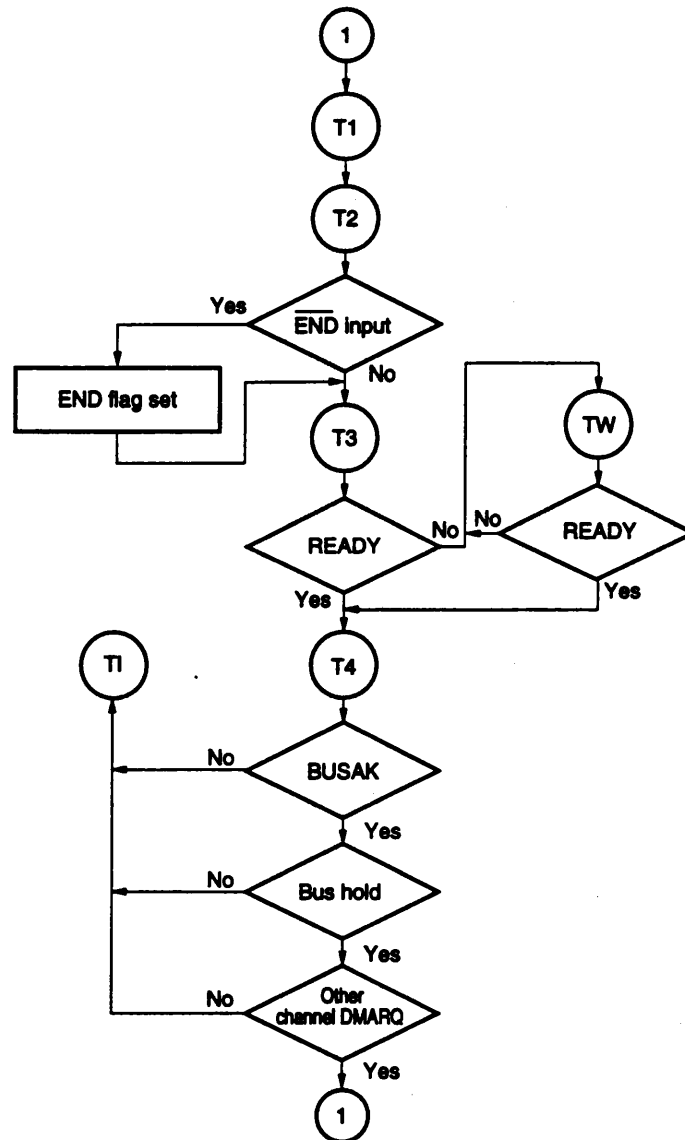 1
T1
T2
Yes
END input
No
END flag set
T3
TW
READY
No
No
READY
Yes
Yes
TI
T4
No
BUSAK
Yes
No
Bus hold
Yes
No
Other
channel DMARQ
Yes
1